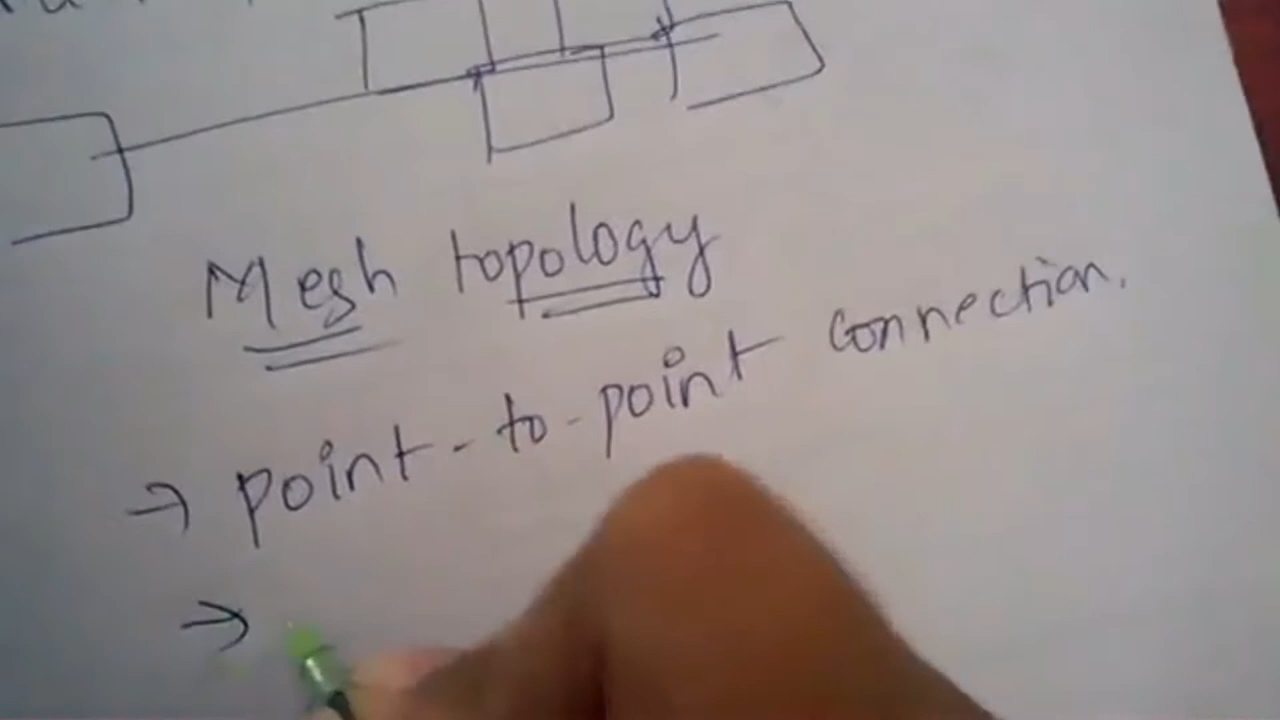 Mesh topology
→ point-to-point connection.
→